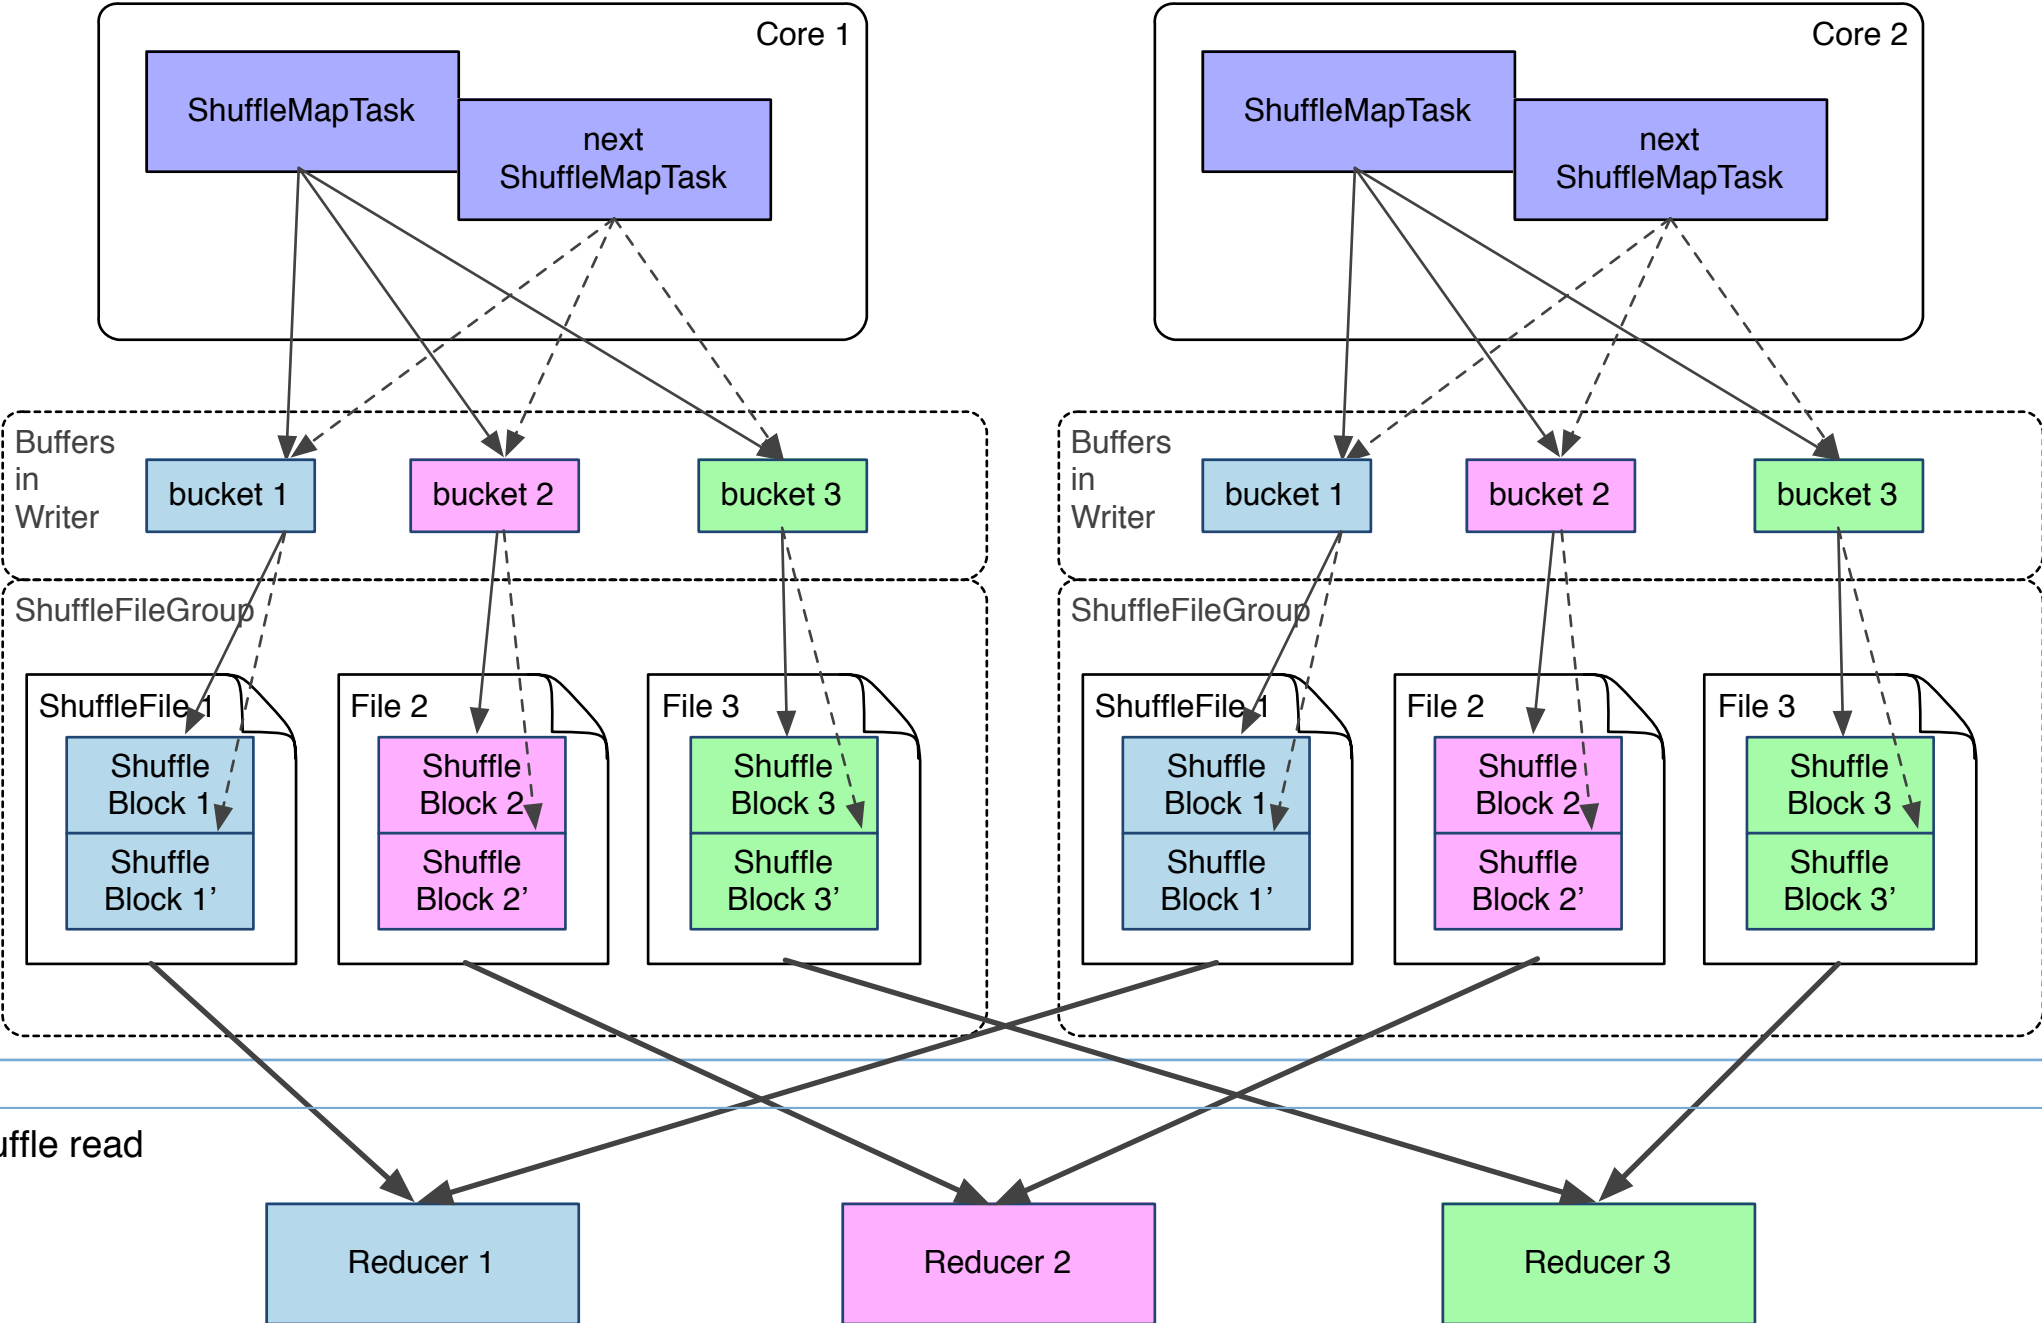 Core 1
ShuffleMapTask
next
ShuffleMapTask
Core 2
ShuffleMapTask
next
ShuffleMapTask
Buffers
in
Writer
bucket 1
bucket 2
bucket 3
Buffers
in
Writer
bucket 1
bucket 2
bucket 3
ShuffleFileGroup
ShuffleFileGroup
ShuffleFile 1
Shuffle
Block 1
Shuffle
Block 1’
File 2
Shuffle
Block 2
Shuffle
Block 2’
File 3
Shuffle
Block 3
Shuffle
Block 3’
ShuffleFile 1
Shuffle
Block 1
Shuffle
Block 1’
File 2
Shuffle
Block 2
Shuffle
Block 2’
File 3
Shuffle
Block 3
Shuffle
Block 3’
uffle read
Reducer 1
Reducer 2
Reducer 3